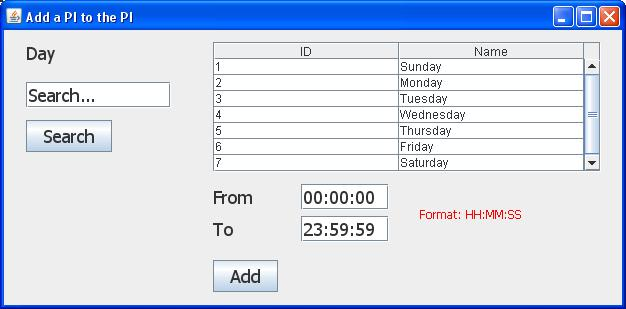 Add a PI to the PI
Day
Search...
Search
ID Name
1 Sunday
2 Monday
3 Tuesday
4 Wednesday
5 Thursday
6 Friday
7 Saturday
From 00:00:00
To 23:59:59
Format: HH:MM:SS
Add